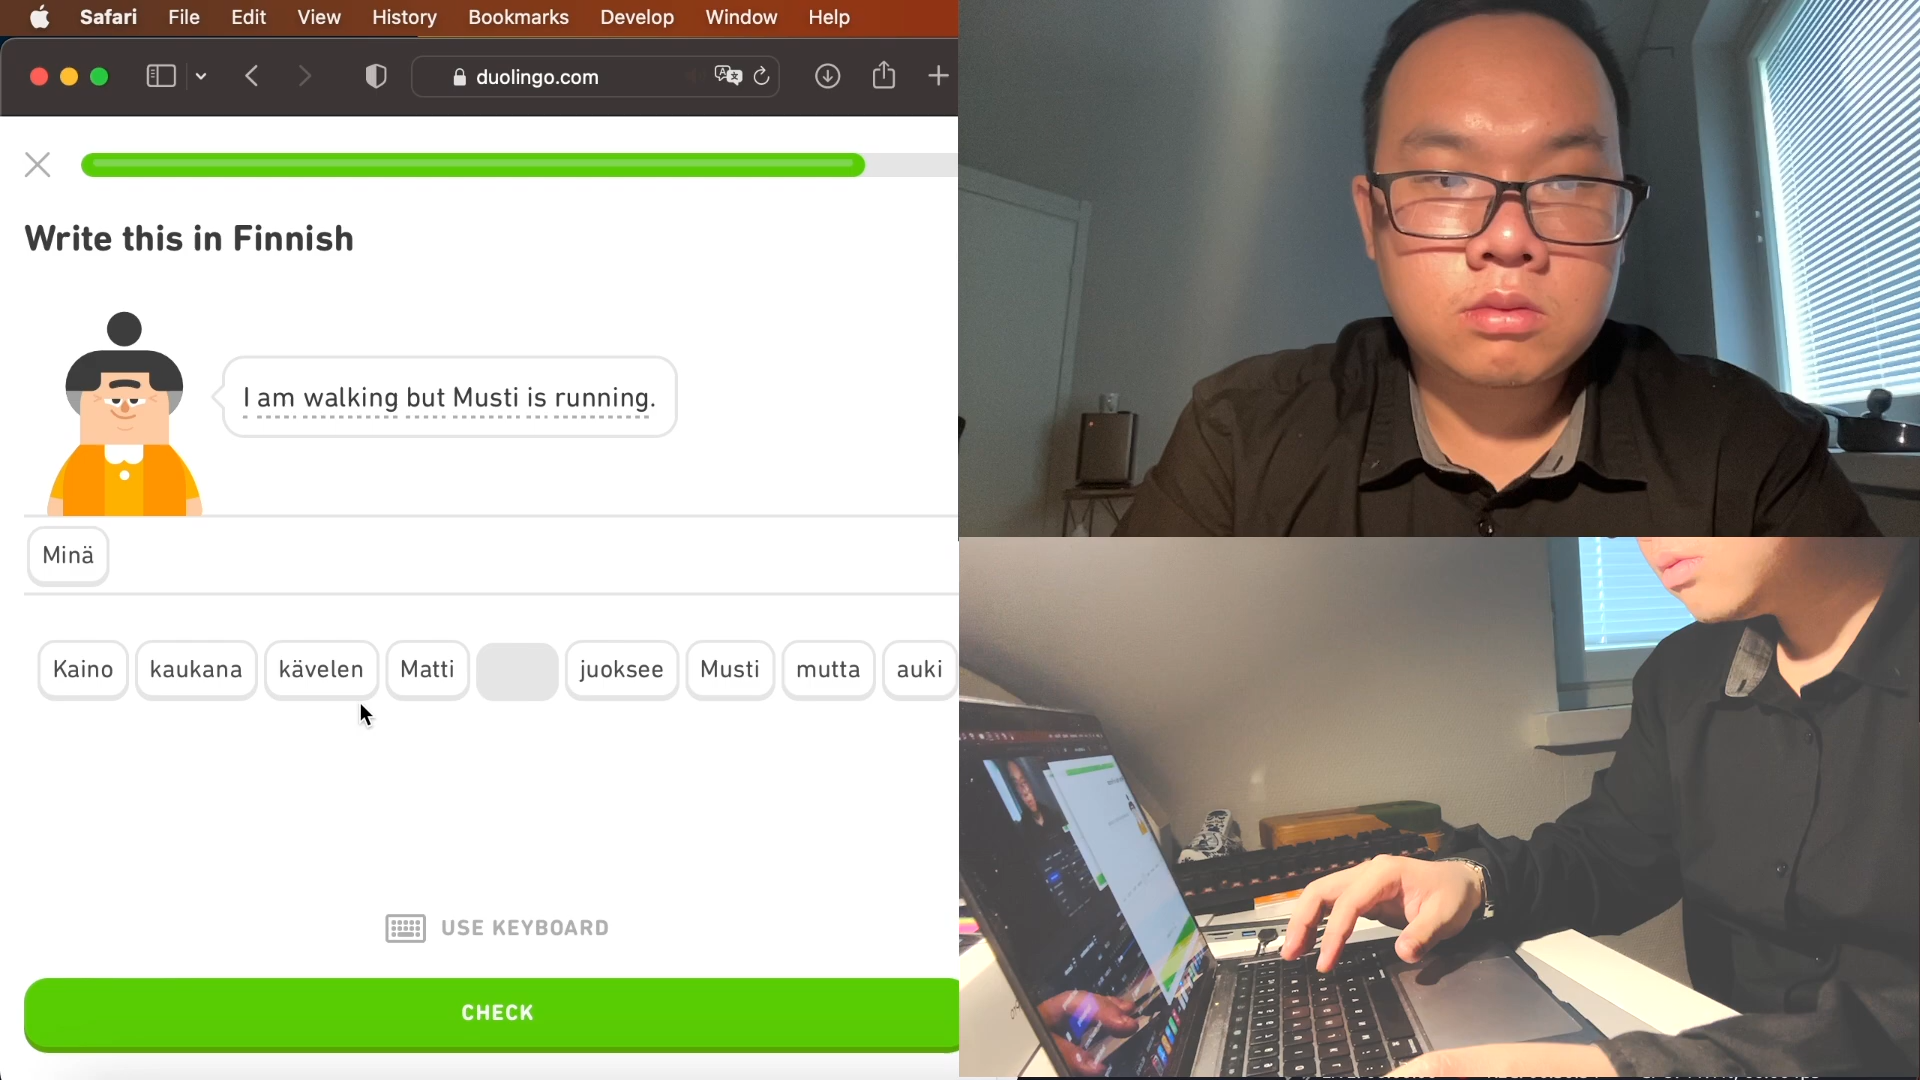 Safari File Edit View History Bookmarks Develop Window Help
duolingo.com
Write this in Finnish
I am walking but Musti is running.
Minä
Kaino kaukana kävelen Matti juoksee Musti mutta auki
USE KEYBOARD
CHECK